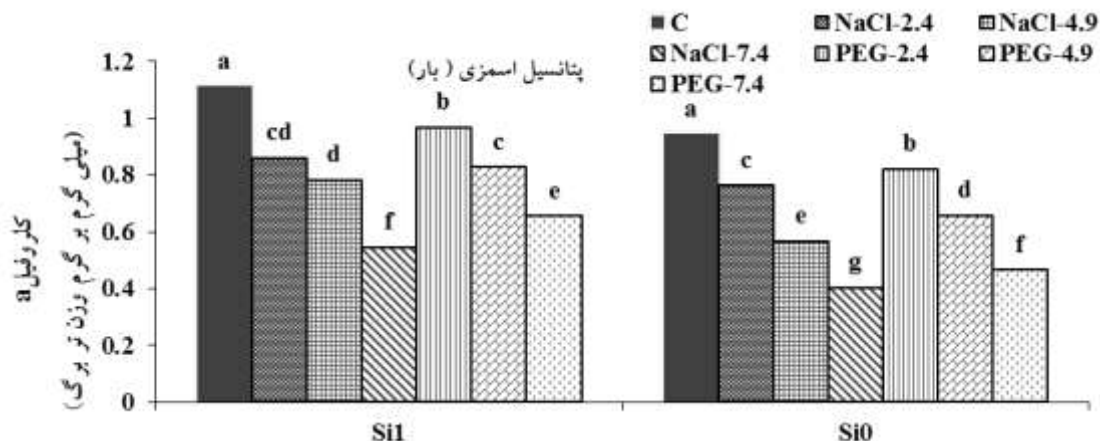 C NaCl-2.4 NaCl-4.9
NaCl-7.4 PEG-2.4 PEG-4.9
PEG-7.4
پتانسیل اسمزی ( بار)
کلروفیل a
(میلی گرم بر گرم وزن تر برگ)
1.2
1
0.8
0.6
0.4
0.2
0
a cd d f b c e
a c e g b d f
Si1 Si0